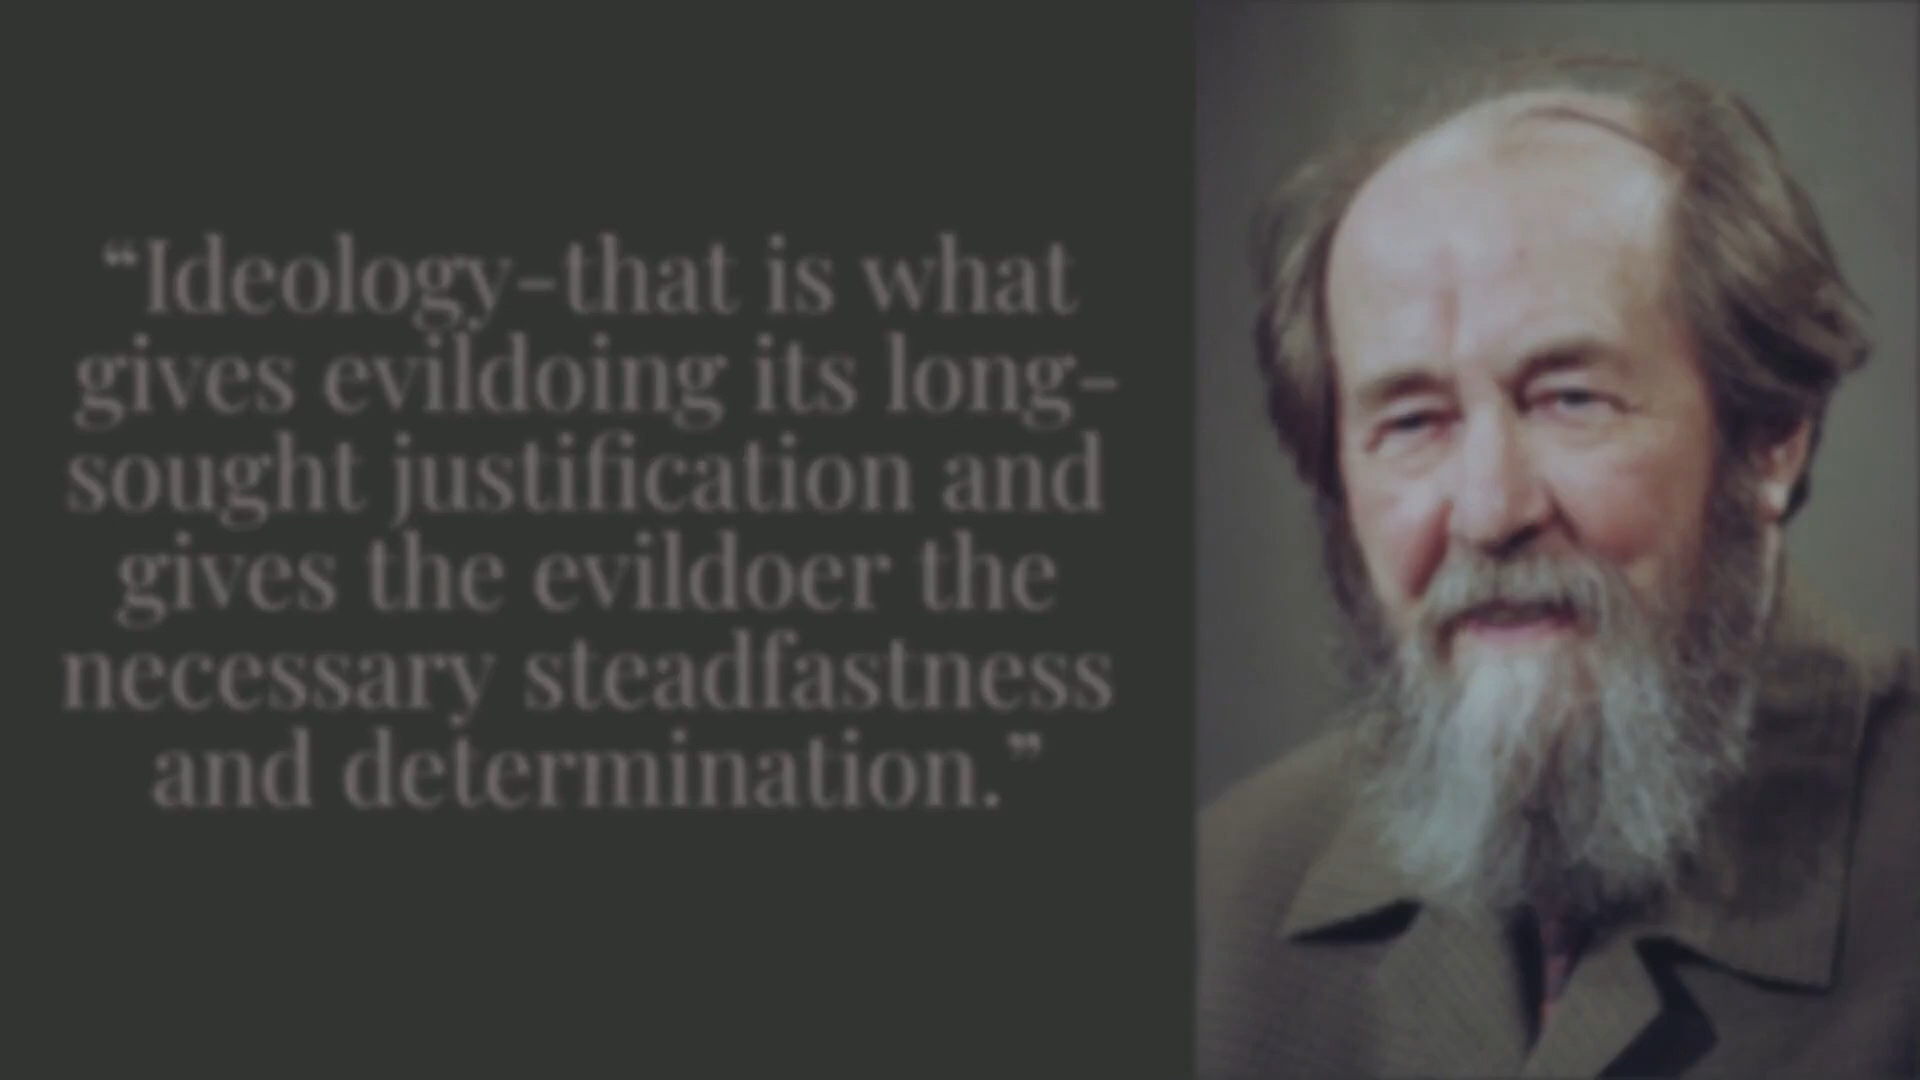 “Ideology-that is what
gives evildoing its long-
sought justification and
gives the evildoer the
necessary steadfastness
and determination.”